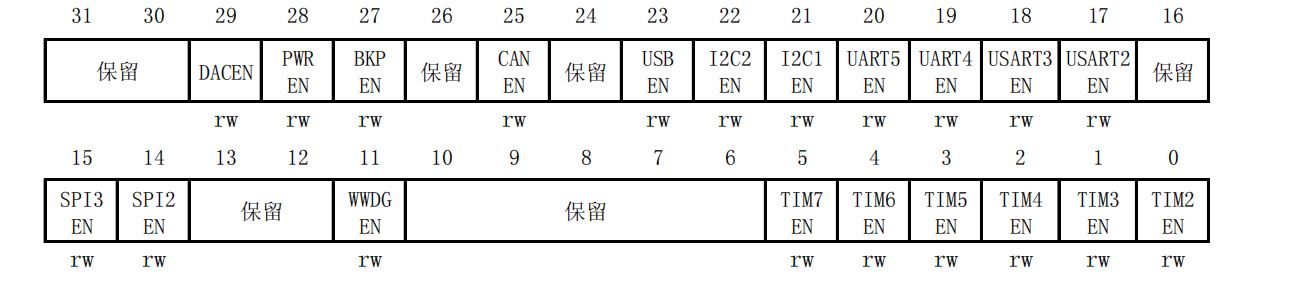 31 30 29 28 27 26 25 24 23 22 21 20 19 18 17 16
保留 DACEN PWR EN BKP EN 保留 CAN EN 保留 USB EN I2C2 EN I2C1 EN UART5 EN UART4 EN USART3 EN USART2 EN 保留
rw rw rw rw rw rw rw rw rw rw rw
15 14 13 12 11 10 9 8 7 6 5 4 3 2 1 0
SPI3 EN SPI2 EN 保留 WWDG EN 保留 TIM7 EN TIM6 EN TIM5 EN TIM4 EN TIM3 EN TIM2 EN
rw rw rw rw rw rw rw rw rw